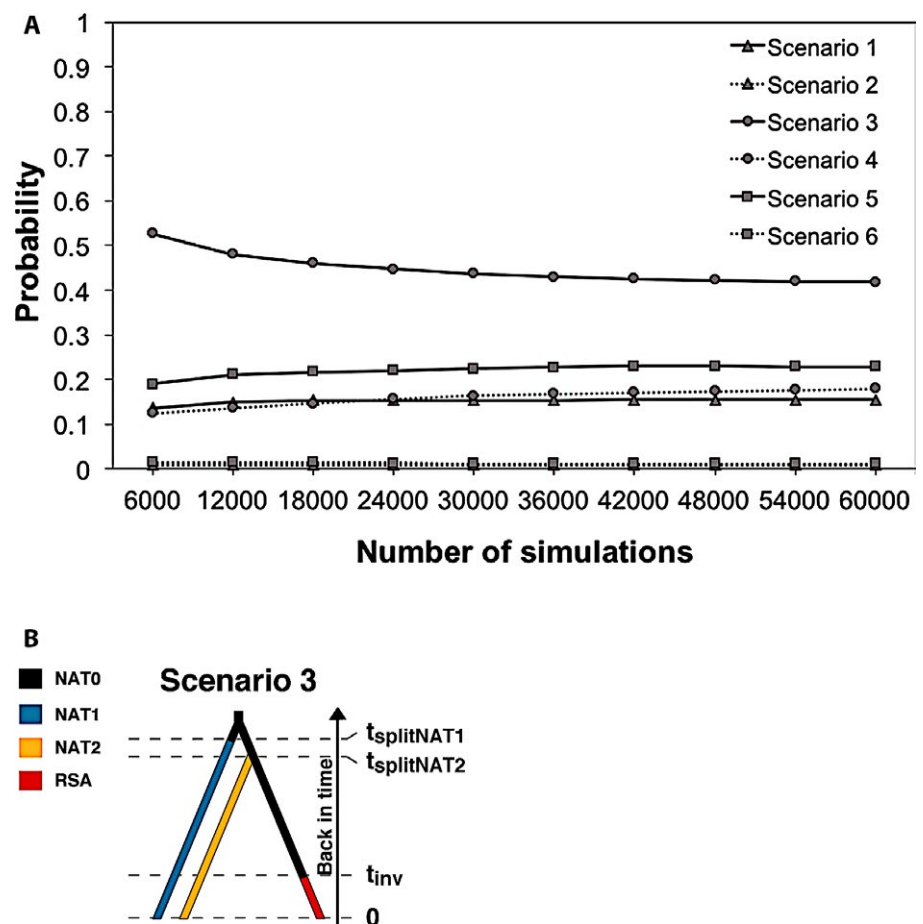 A
1
0.9
0.8
0.7
0.6
0.5
0.4
0.3
0.2
0.1
0
Probability
Scenario 1
Scenario 2
Scenario 3
Scenario 4
Scenario 5
Scenario 6
6000 12000 18000 24000 30000 36000 42000 48000 54000 60000
Number of simulations
B
NAT0
NAT1
NAT2
RSA
Scenario 3
Back in time
tsplitNAT1
tsplitNAT2
tinv
0